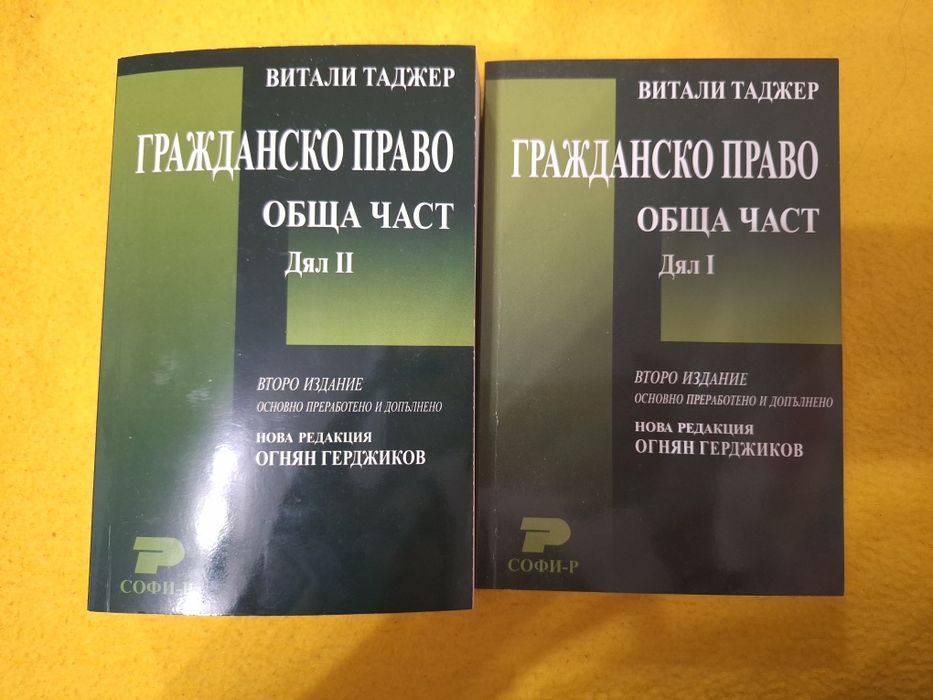 ВИТАЛИ ТАДЖЕР
ГРАЖДАНСКО ПРАВО
ОБЩА ЧАСТ
Дял II
ВТОРО ИЗДАНИЕ
ОСНОВНО ПРЕРАБОТЕНО И ДОПЪЛНЕНО
НОВА РЕДАКЦИЯ
ОГНЯН ГЕРДЖИКОВ
СОФИ-Р
ВИТАЛИ ТАДЖЕР
ГРАЖДАНСКО ПРАВО
ОБЩА ЧАСТ
Дял I
ВТОРО ИЗДАНИЕ
ОСНОВНО ПРЕРАБОТЕНО И ДОПЪЛНЕНО
НОВА РЕДАКЦИЯ
ОГНЯН ГЕРДЖИКОВ
СОФИ-Р